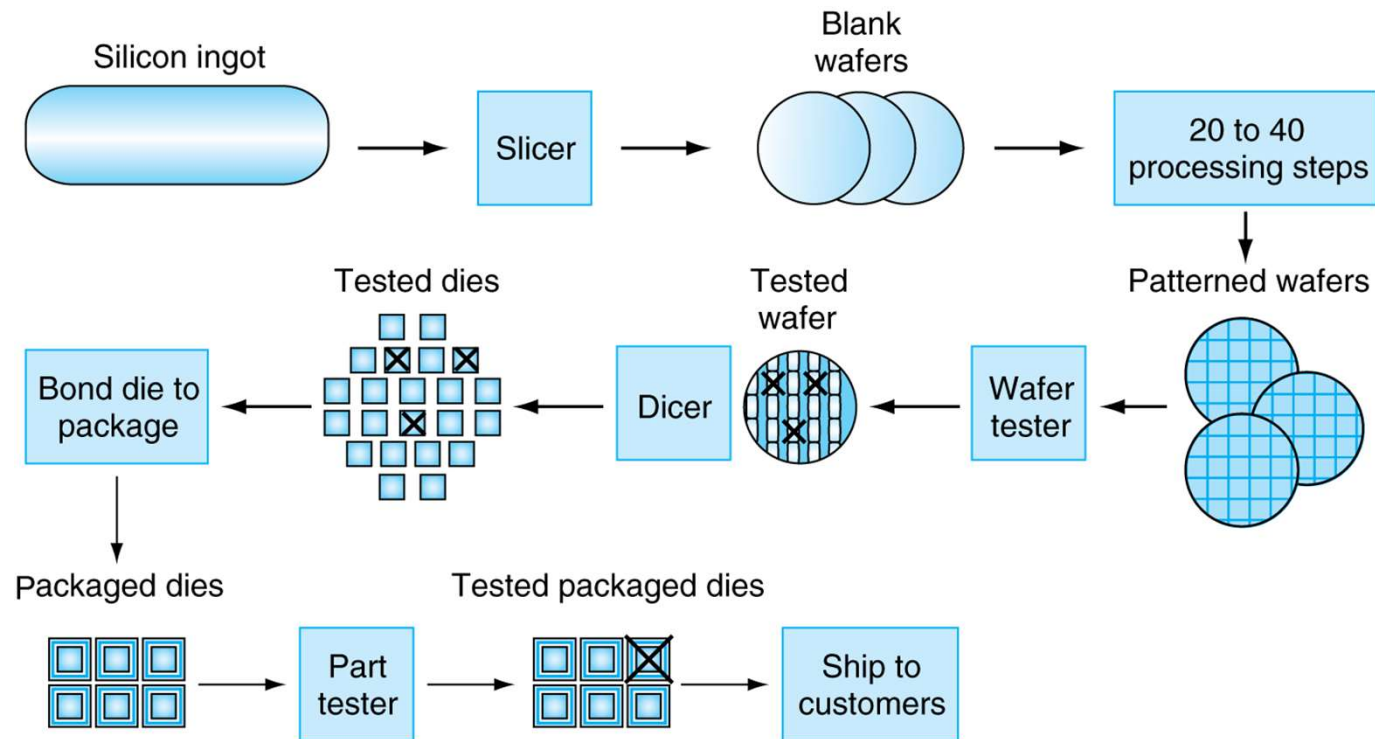 Silicon ingot
Slicer
Blank
wafers
20 to 40
processing steps
Patterned wafers
Wafer
tester
Tested
wafer
Dicer
Tested dies
Bond die to
package
Packaged dies
Part
tester
Tested packaged dies
Ship to
customers